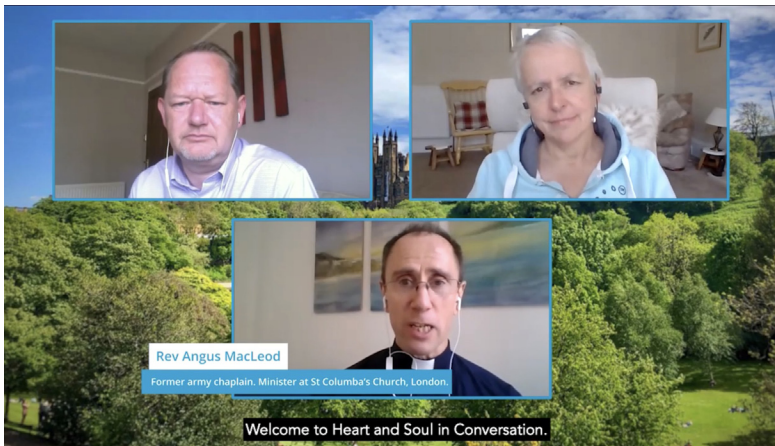 Rev Angus MacLeod
Former army chaplain. Minister at St Columba's Church, London.
Welcome to Heart and Soul in Conversation.